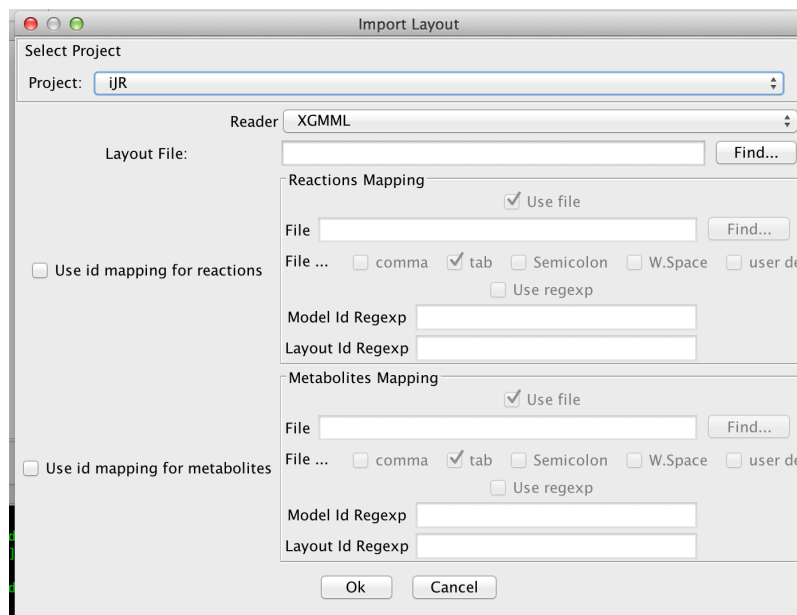 Import Layout
Select Project
Project: iJR
Reader XGMML
Layout File: Find...
Reactions Mapping
Use file
File Find...
Use id mapping for reactions
File ... comma tab Semicolon W.Space user de
Use regexp
Model Id Regexp
Layout Id Regexp
Metabolites Mapping
Use file
File Find...
Use id mapping for metabolites
File ... comma tab Semicolon W.Space user de
Use regexp
Model Id Regexp
Layout Id Regexp
Ok Cancel